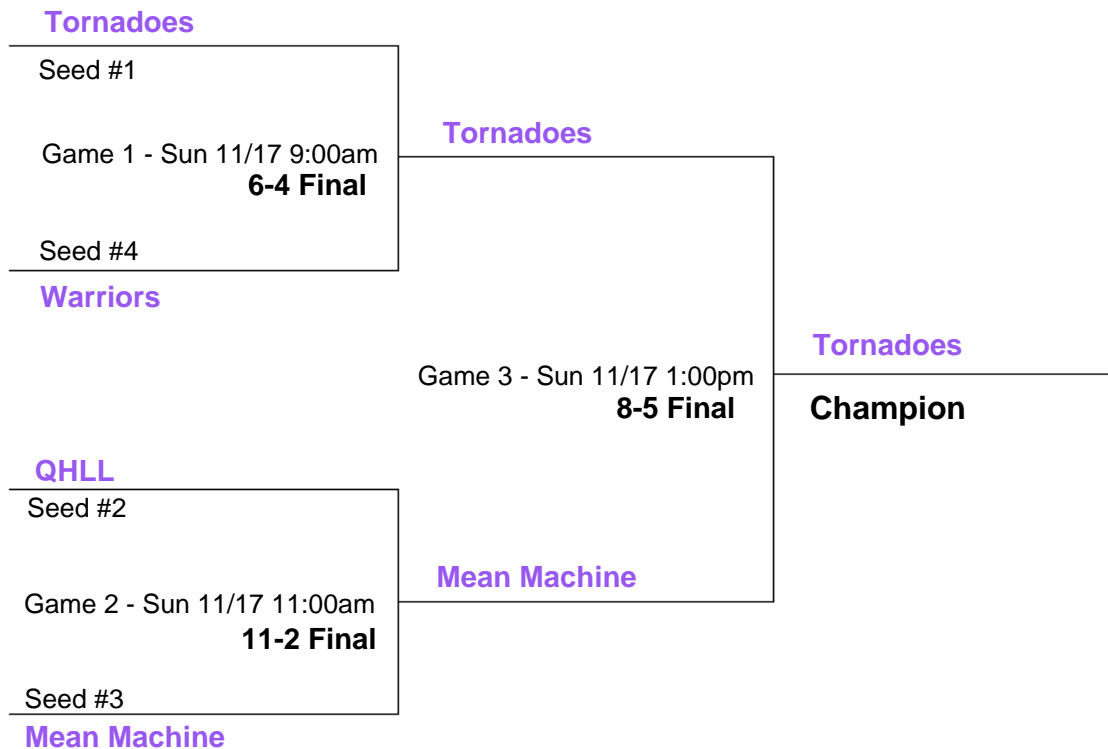 Tornadoes
Seed #1
Tornadoes
Game 1 - Sun 11/17 9:00am
6-4 Final
Seed #4
Warriors
Tornadoes
Game 3 - Sun 11/17 1:00pm
8-5 Final
Champion
QHLL
Seed #2
Mean Machine
Game 2 - Sun 11/17 11:00am
11-2 Final
Seed #3
Mean Machine